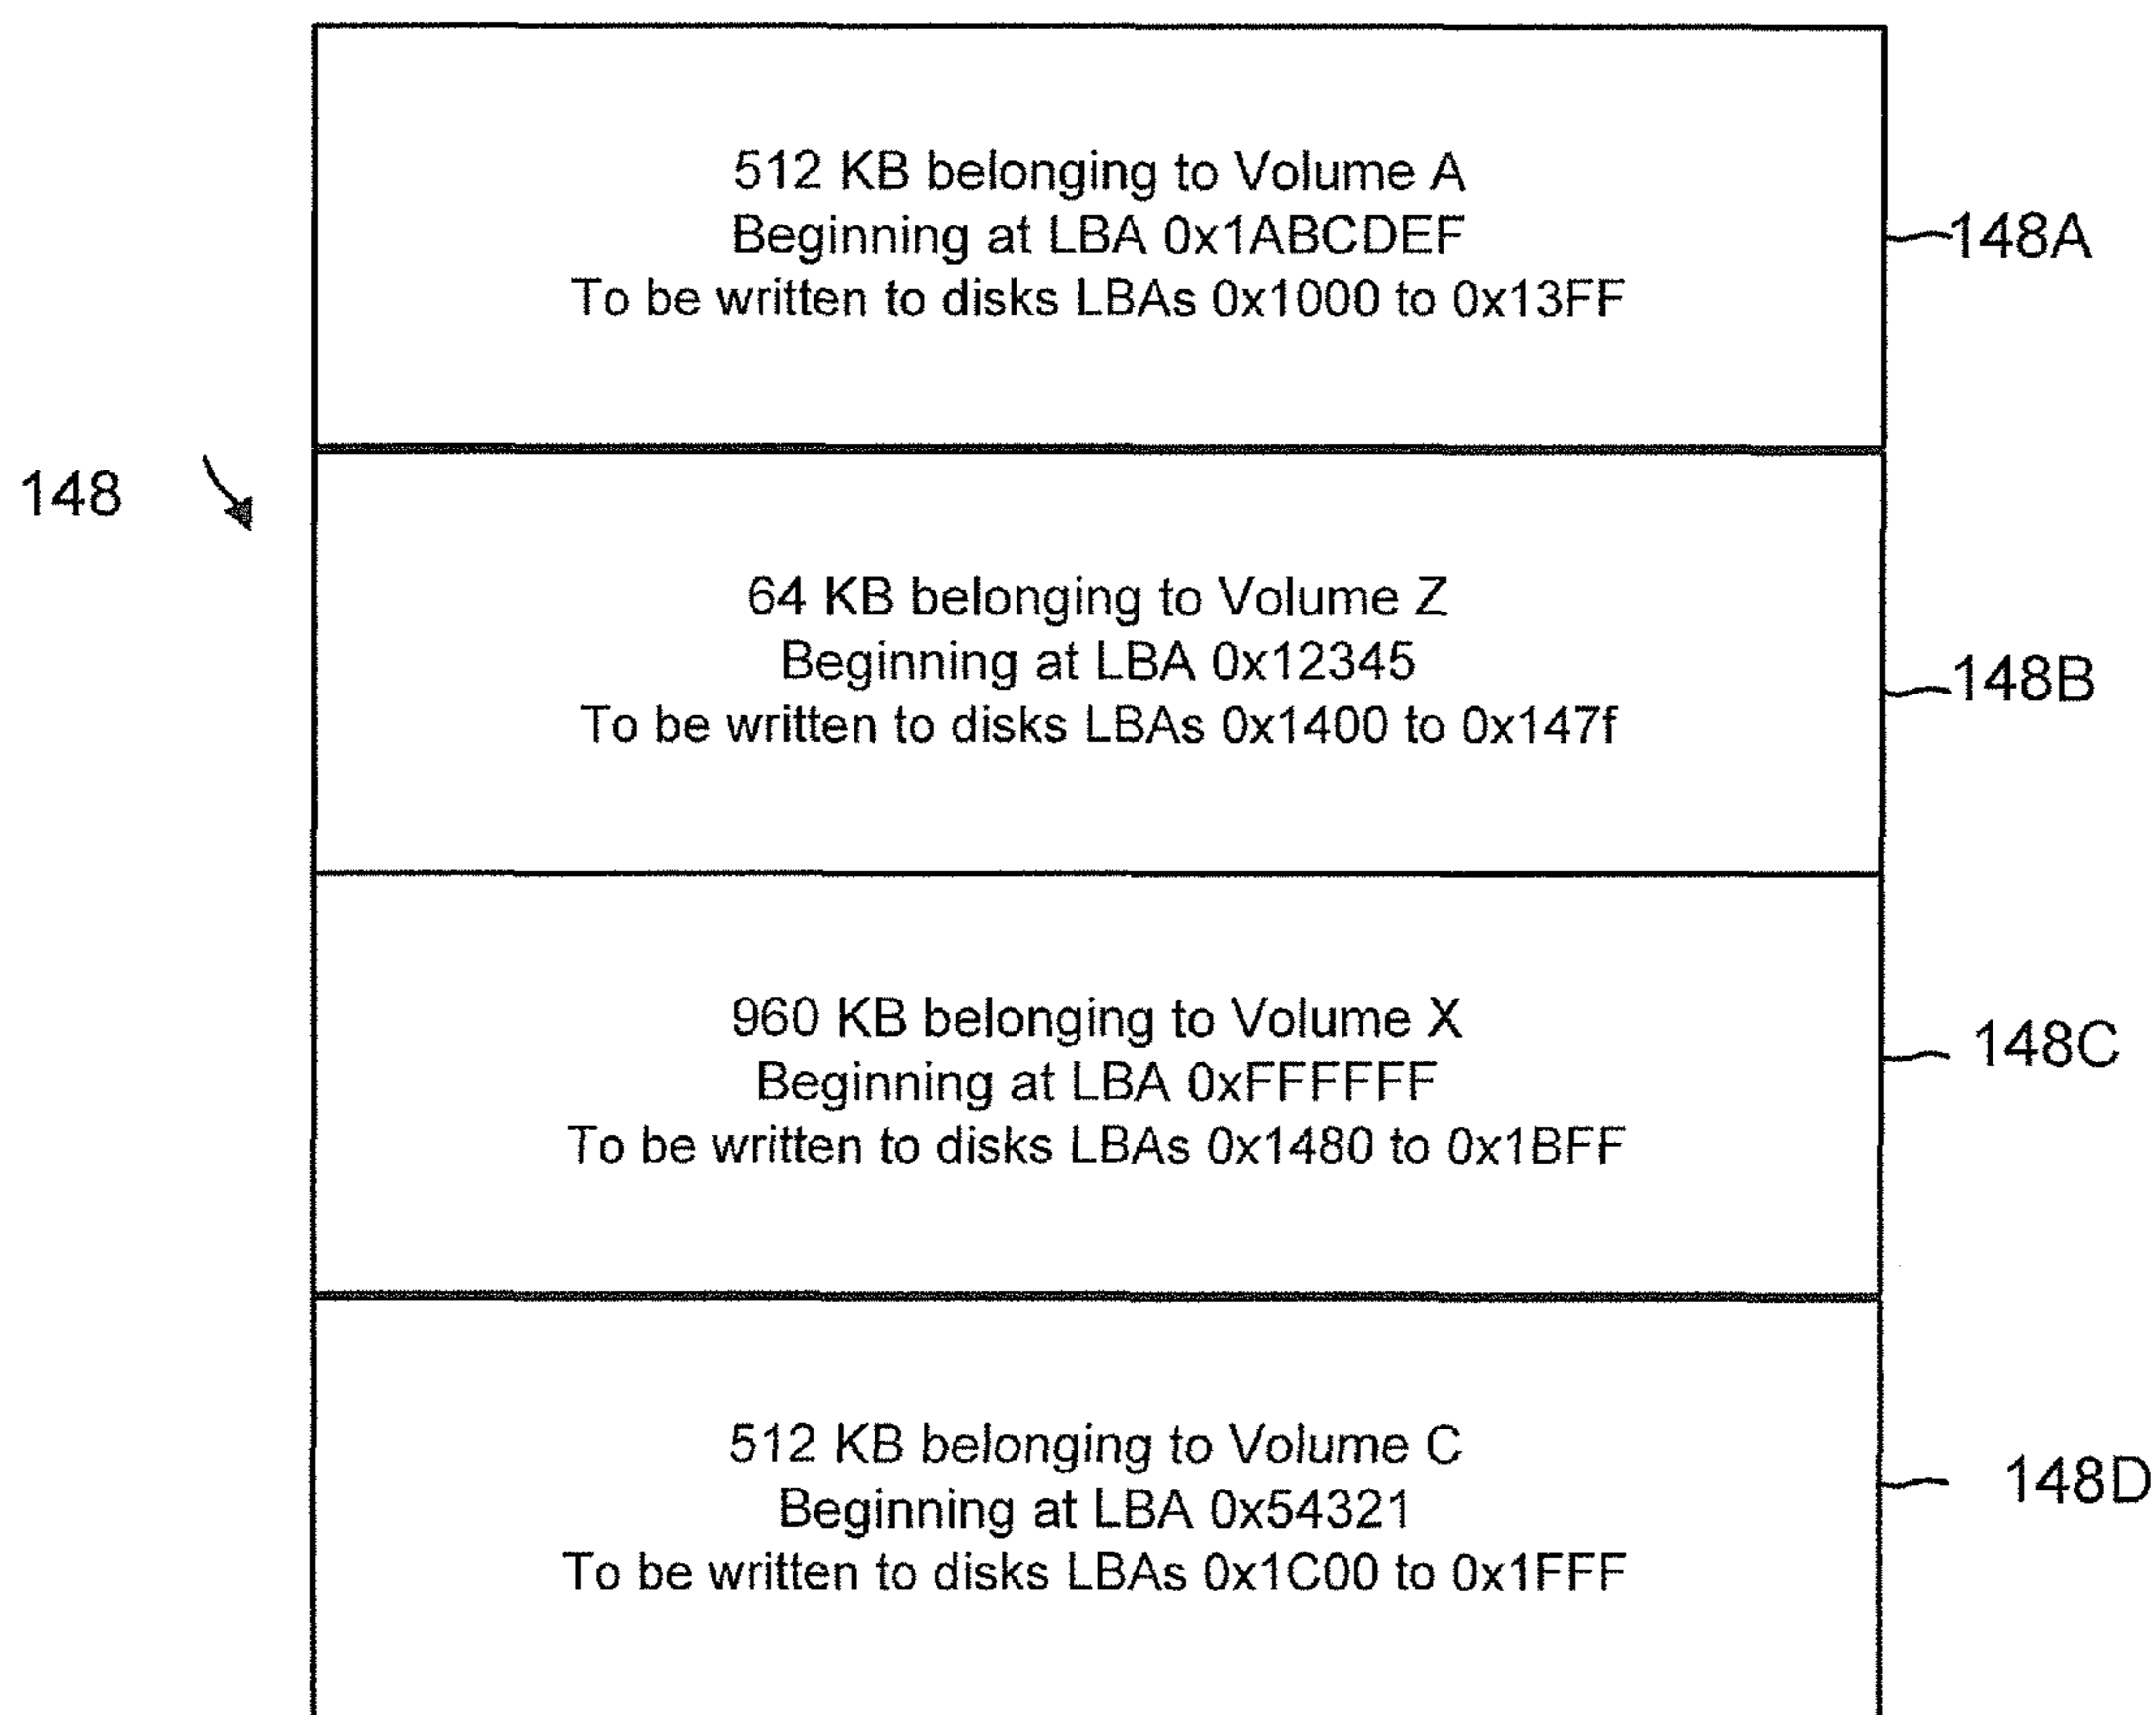 512 KB belonging to Volume A
Beginning at LBA 0x1ABCDEF
To be written to disks LBAs 0x1000 to 0x13FF
148A
148
64 KB belonging to Volume Z
Beginning at LBA 0x12345
To be written to disks LBAs 0x1400 to 0x147f
148B
960 KB belonging to Volume X
Beginning at LBA 0xFFFFFF
To be written to disks LBAs 0x1480 to 0x1BFF
148C
512 KB belonging to Volume C
Beginning at LBA 0x54321
To be written to disks LBAs 0x1C00 to 0x1FFF
148D